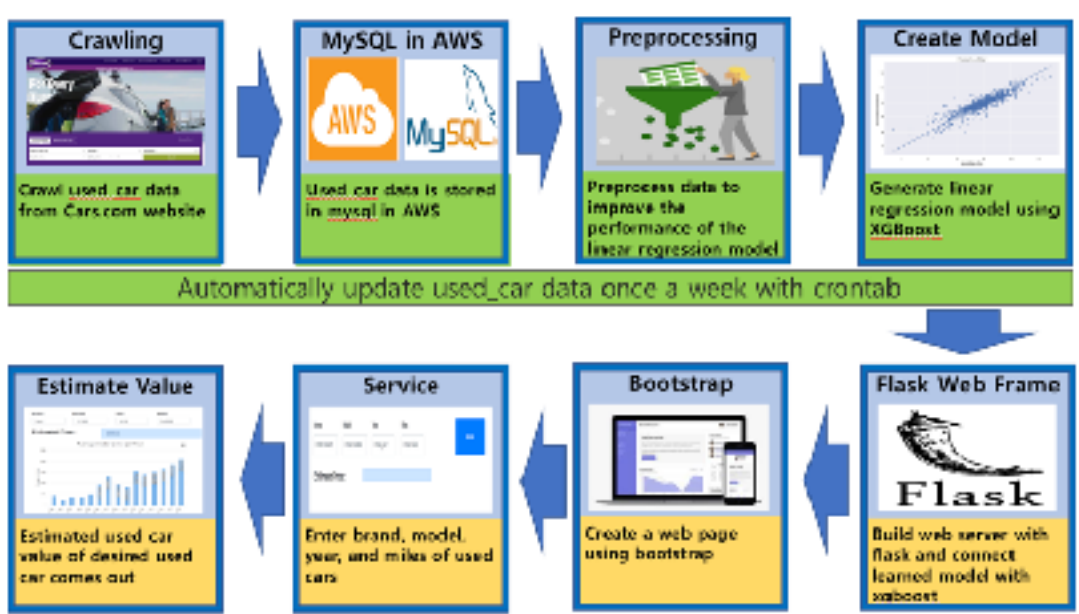 Crawling
Crawl used_car data
from Cars.com website
MySQL in AWS
AWS
MySQL
Used car data is stored
in mysql in AWS
Preprocessing
Preprocess data to
improve the
performance of the
linear regression model
Create Model
Generate linear
regression model using
XGBoost
Automatically update used_car data once a week with crontab
Flask Web Frame
Flask
Build web server with
flask and connect
learned model with
xgboost
Bootstrap
Create a web page
using bootstrap
Service
Enter brand, model,
year, and miles of used
cars
Estimate Value
Estimated used car
value of desired used
car comes out